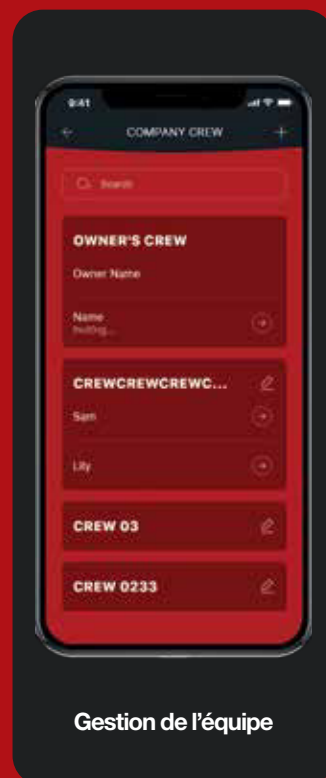 9:41
COMPANY CREW
Search
OWNER'S CREW
Owner Name
Name
Inviting...
CREWCREWCREWC...
Sam
Lily
CREW 03
CREW 0233
Gestion de l'équipe